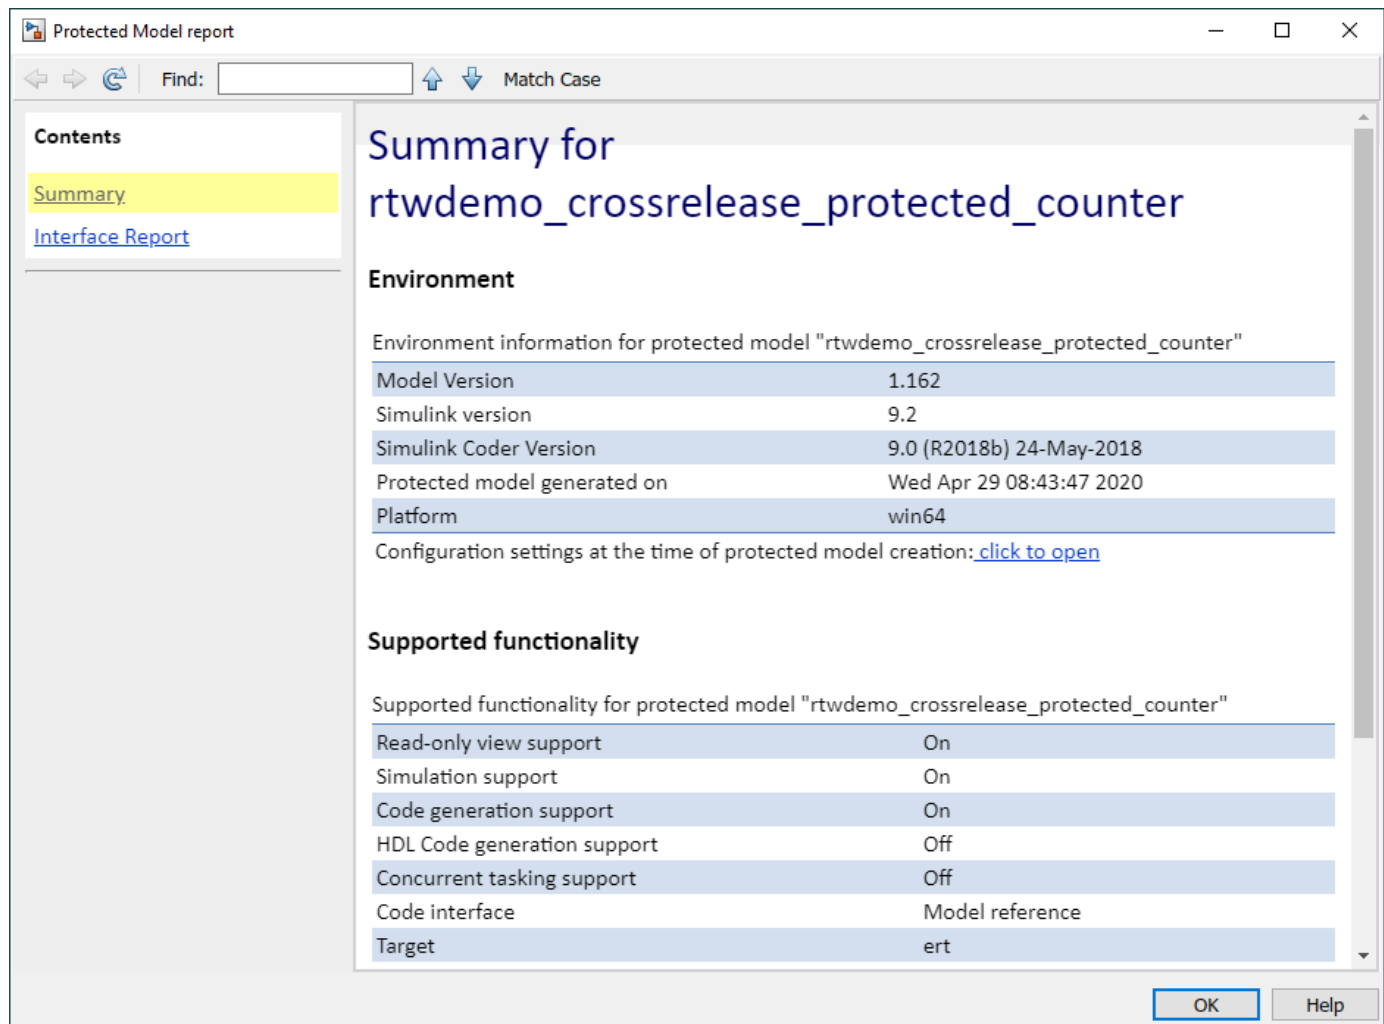 Protected Model report
Find:
Match Case
Contents
Summary
Interface Report
Summary for
rtwdemo_crossrelease_protected_counter
Environment
Environment information for protected model "rtwdemo_crossrelease_protected_counter"
Model Version 1.162
Simulink version 9.2
Simulink Coder Version 9.0 (R2018b) 24-May-2018
Protected model generated on Wed Apr 29 08:43:47 2020
Platform win64
Configuration settings at the time of protected model creation: click to open
Supported functionality
Supported functionality for protected model "rtwdemo_crossrelease_protected_counter"
Read-only view support On
Simulation support On
Code generation support On
HDL Code generation support Off
Concurrent tasking support Off
Code interface Model reference
Target ert
OK Help